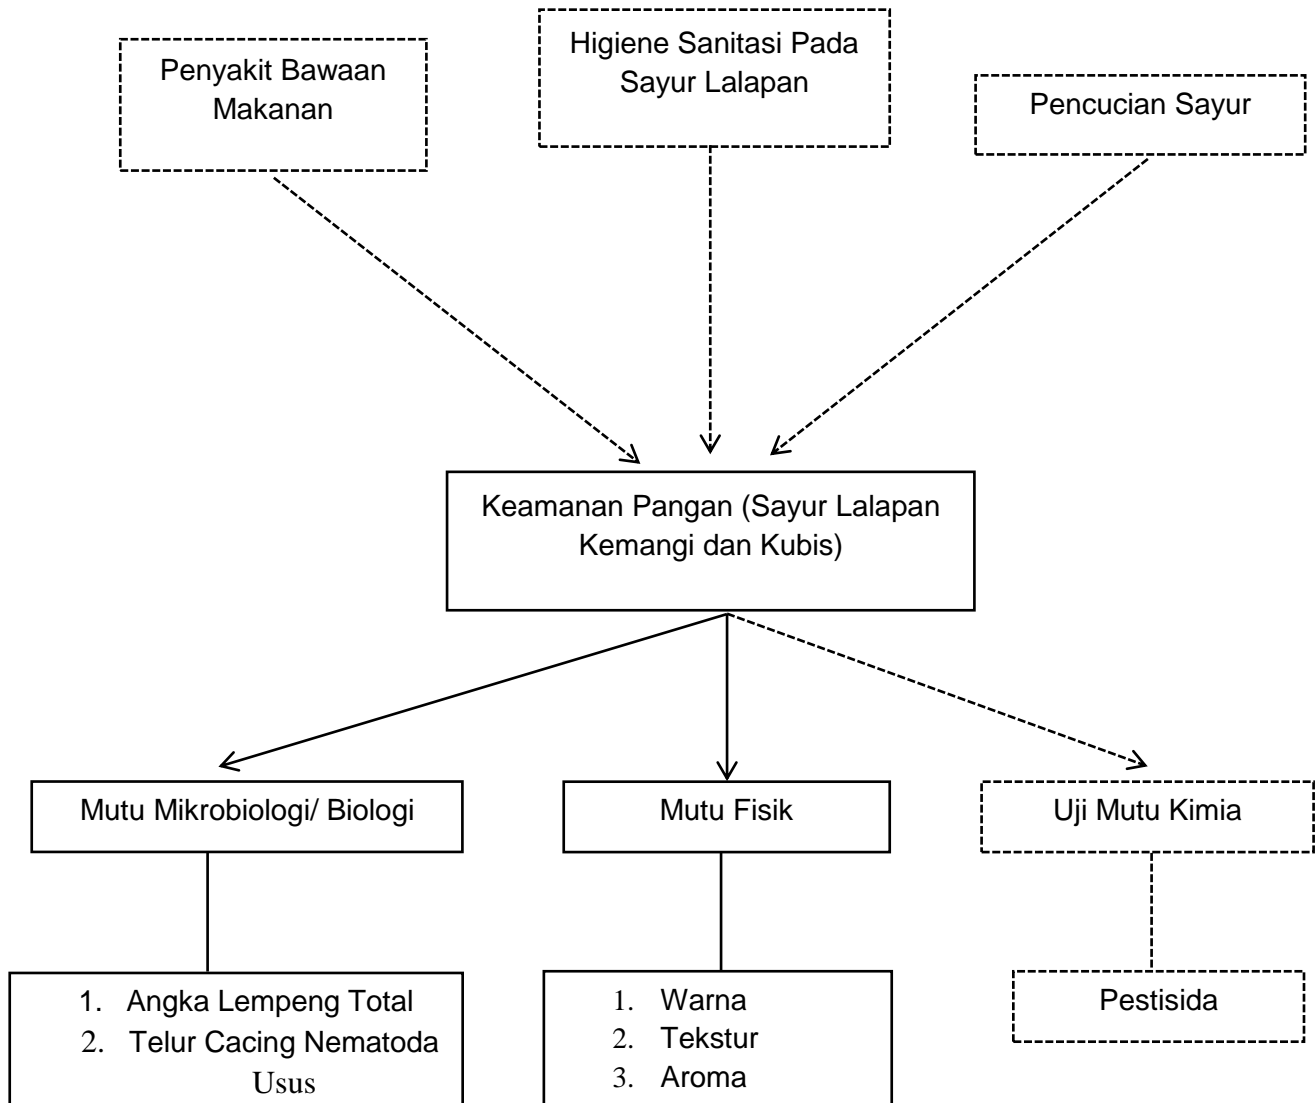 Penyakit Bawaan
Makanan
Higiene Sanitasi Pada
Sayur Lalapan
Pencucian Sayur
Keamanan Pangan (Sayur Lalapan
Kemangi dan Kubis)
Mutu Mikrobiologi/ Biologi
Mutu Fisik
Uji Mutu Kimia
1. Angka Lempeng Total
2. Telur Cacing Nematoda
Usus
1. Warna
2. Tekstur
3. Aroma
Pestisida